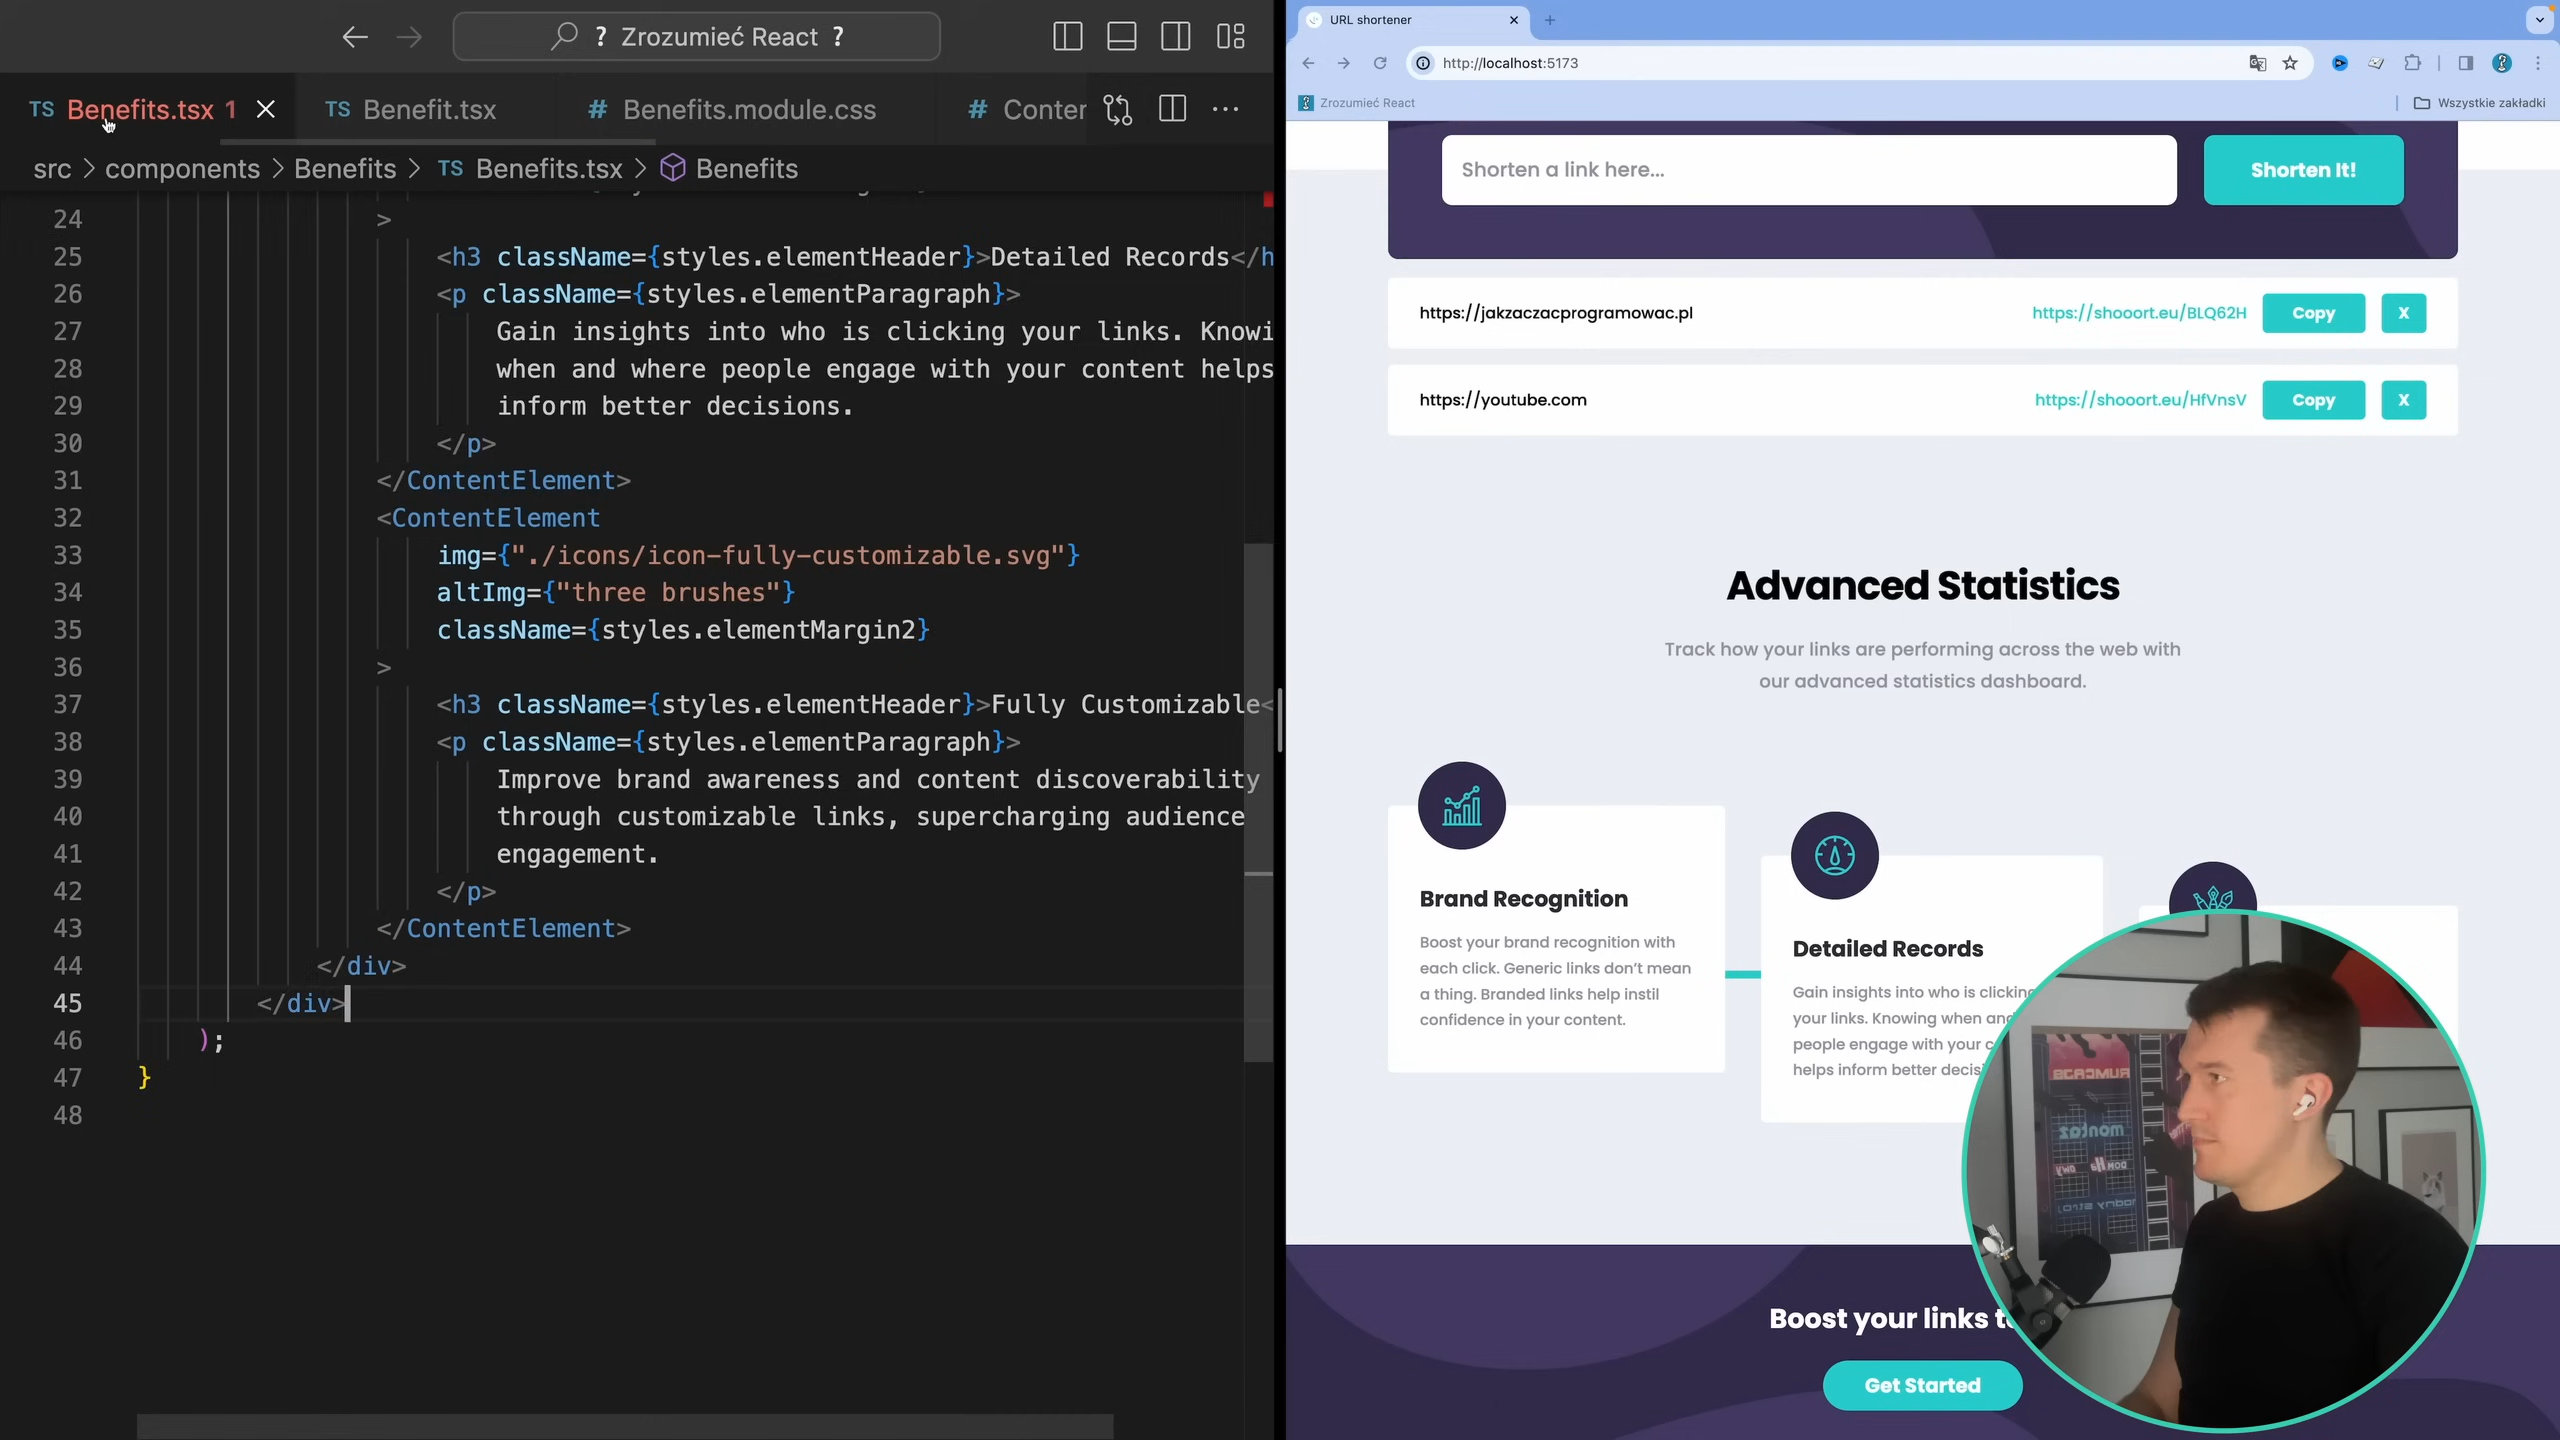 ? Zrozumieć React ?
TS Benefits.tsx 1
TS Benefit.tsx
# Benefits.module.css
# Conter
src > components > Benefits > TS Benefits.tsx > Benefits
24 >
25 <h3 className={styles.elementHeader}>Detailed Records</h
26 <p className={styles.elementParagraph}>
27 Gain insights into who is clicking your links. Knowi
28 when and where people engage with your content helps
29 inform better decisions.
30 </p>
31 </ContentElement>
32 <ContentElement
33 img={"./icons/icon-fully-customizable.svg"}
34 altImg={"three brushes"}
35 className={styles.elementMargin2}
36 >
37 <h3 className={styles.elementHeader}>Fully Customizable<
38 <p className={styles.elementParagraph}>
39 Improve brand awareness and content discoverability
40 through customizable links, supercharging audience
41 engagement.
42 </p>
43 </ContentElement>
44 </div>
45 </div>
46 );
47 }
48
URL shortener
http://localhost:5173
Zrozumieć React
Wszystkie zakładki
Shorten a link here...
Shorten It!
https://jakzaczacprogramowac.pl
https://shooort.eu/BLQ62H
Copy
X
https://youtube.com
https://shooort.eu/HfVnsV
Copy
X
Advanced Statistics
Track how your links are performing across the web with
our advanced statistics dashboard.
Brand Recognition
Boost your brand recognition with
each click. Generic links don't mean
a thing. Branded links help instil
confidence in your content.
Detailed Records
Gain insights into who is clicking
your links. Knowing when and
people engage with your c
helps inform better decis
Boost your links t
Get Started